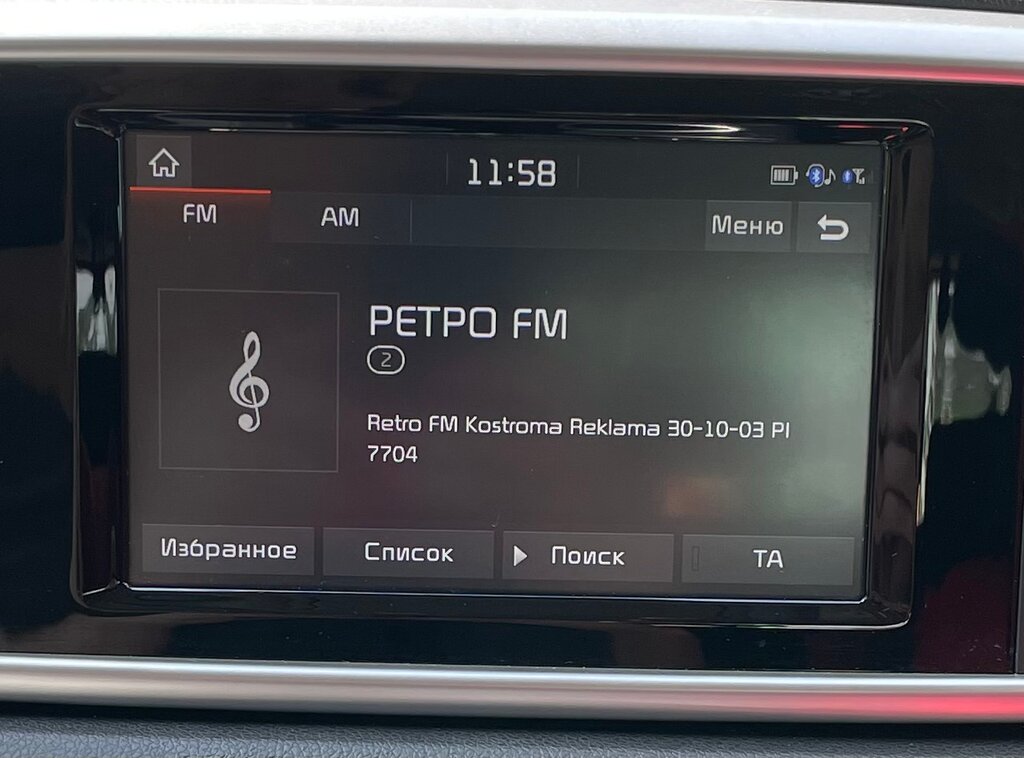 11:58
FM
AM
Меню
РЕТРО FM
2
Retro FM Kostroma Reklama 30-10-03 PI
7704
Избранное
Список
Поиск
TA